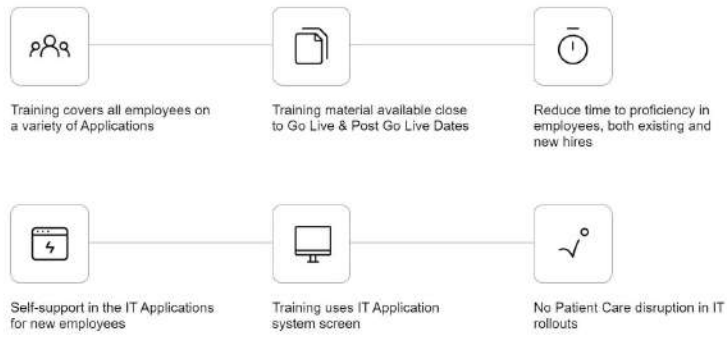 Training covers all employees on
a variety of Applications
Training material available close
to Go Live & Post Go Live Dates
Reduce time to proficiency in
employees, both existing and
new hires
Self-support in the IT Applications
for new employees
Training uses IT Application
system screen
No Patient Care disruption in IT
rollouts